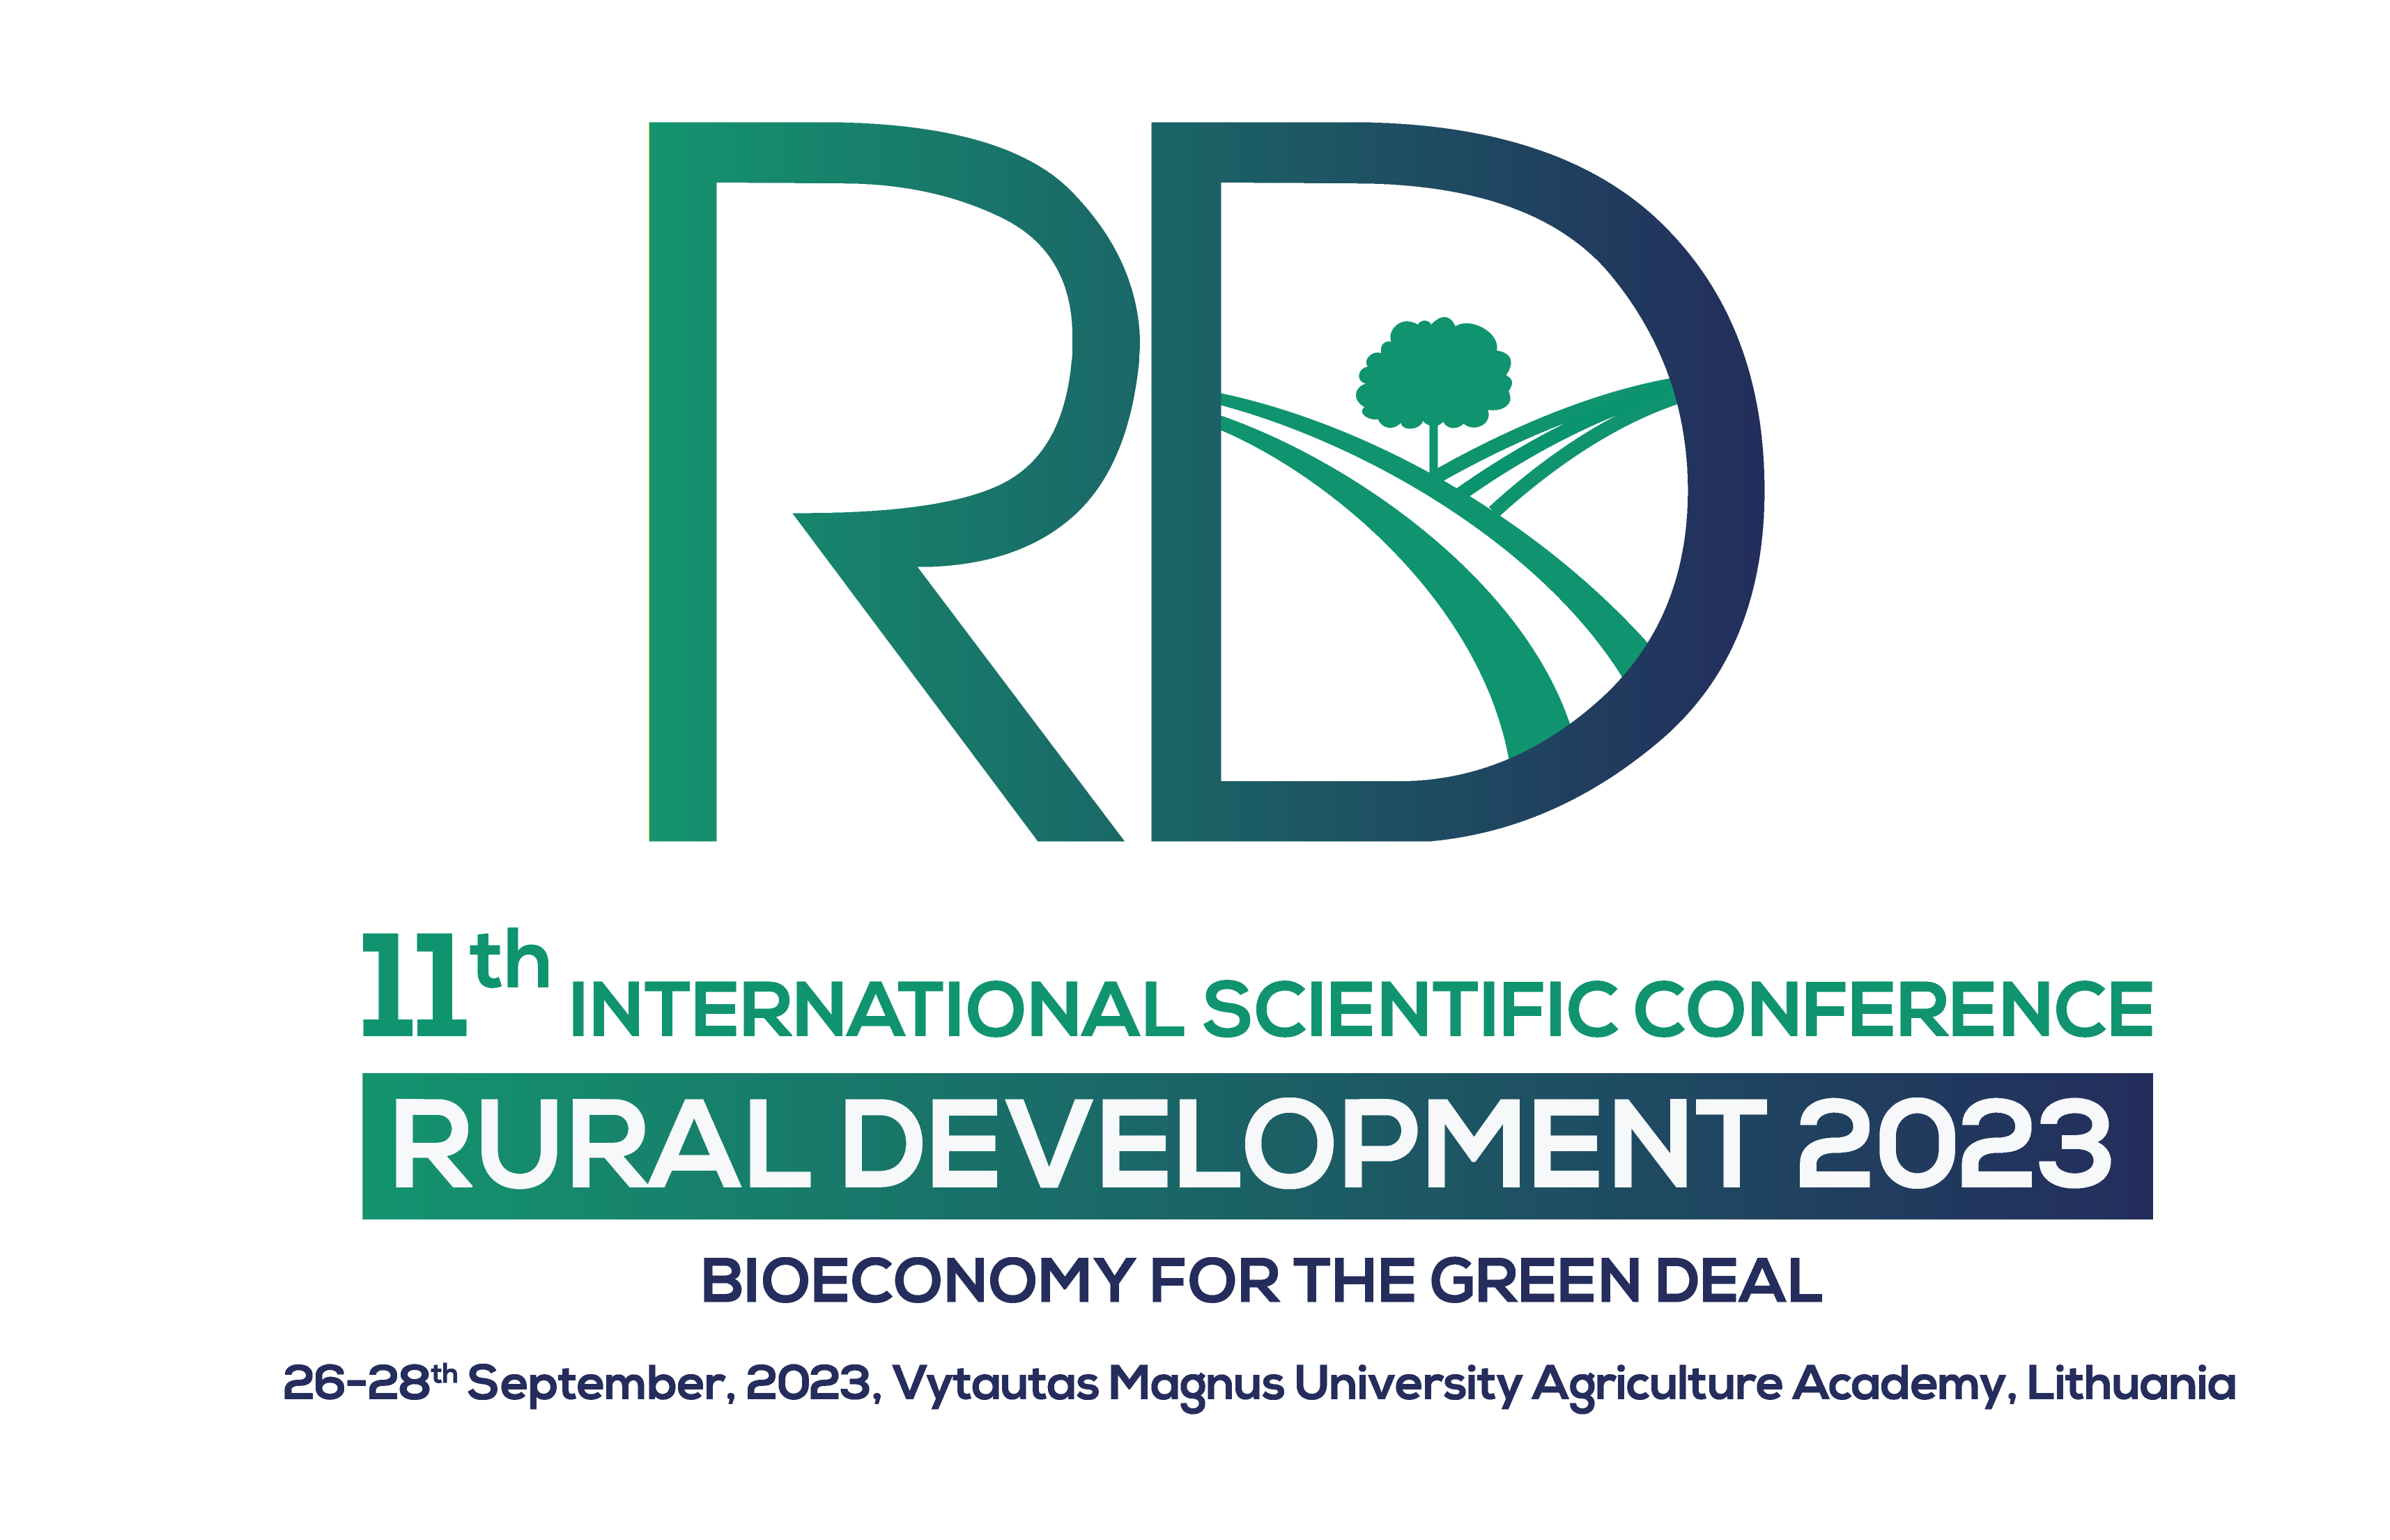 RD
11th INTERNATIONAL SCIENTIFIC CONFERENCE
RURAL DEVELOPMENT 2023
BIOECONOMY FOR THE GREEN DEAL
26-28th September, 2023, Vytautas Magnus University Agriculture Academy, Lithuania